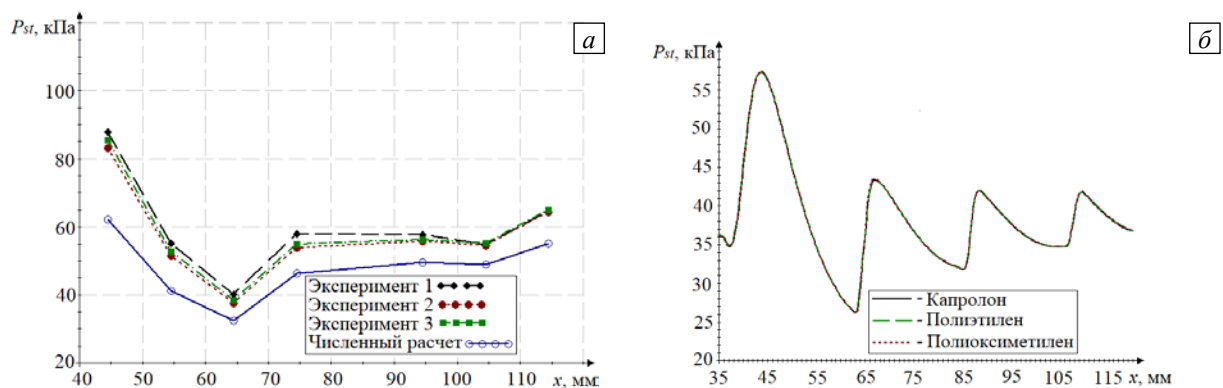 Pst, кПа
а
100
80
60
40
20
40 50 60 70 80 90 100 110 x, мм
Эксперимент 1
Эксперимент 2
Эксперимент 3
Численный расчет
Pst, кПа
б
55
50
45
40
35
30
25
20
35 45 55 65 75 85 95 105 115 x, мм
- Капролон
- Полиэтилен
- Полиоксиметилен